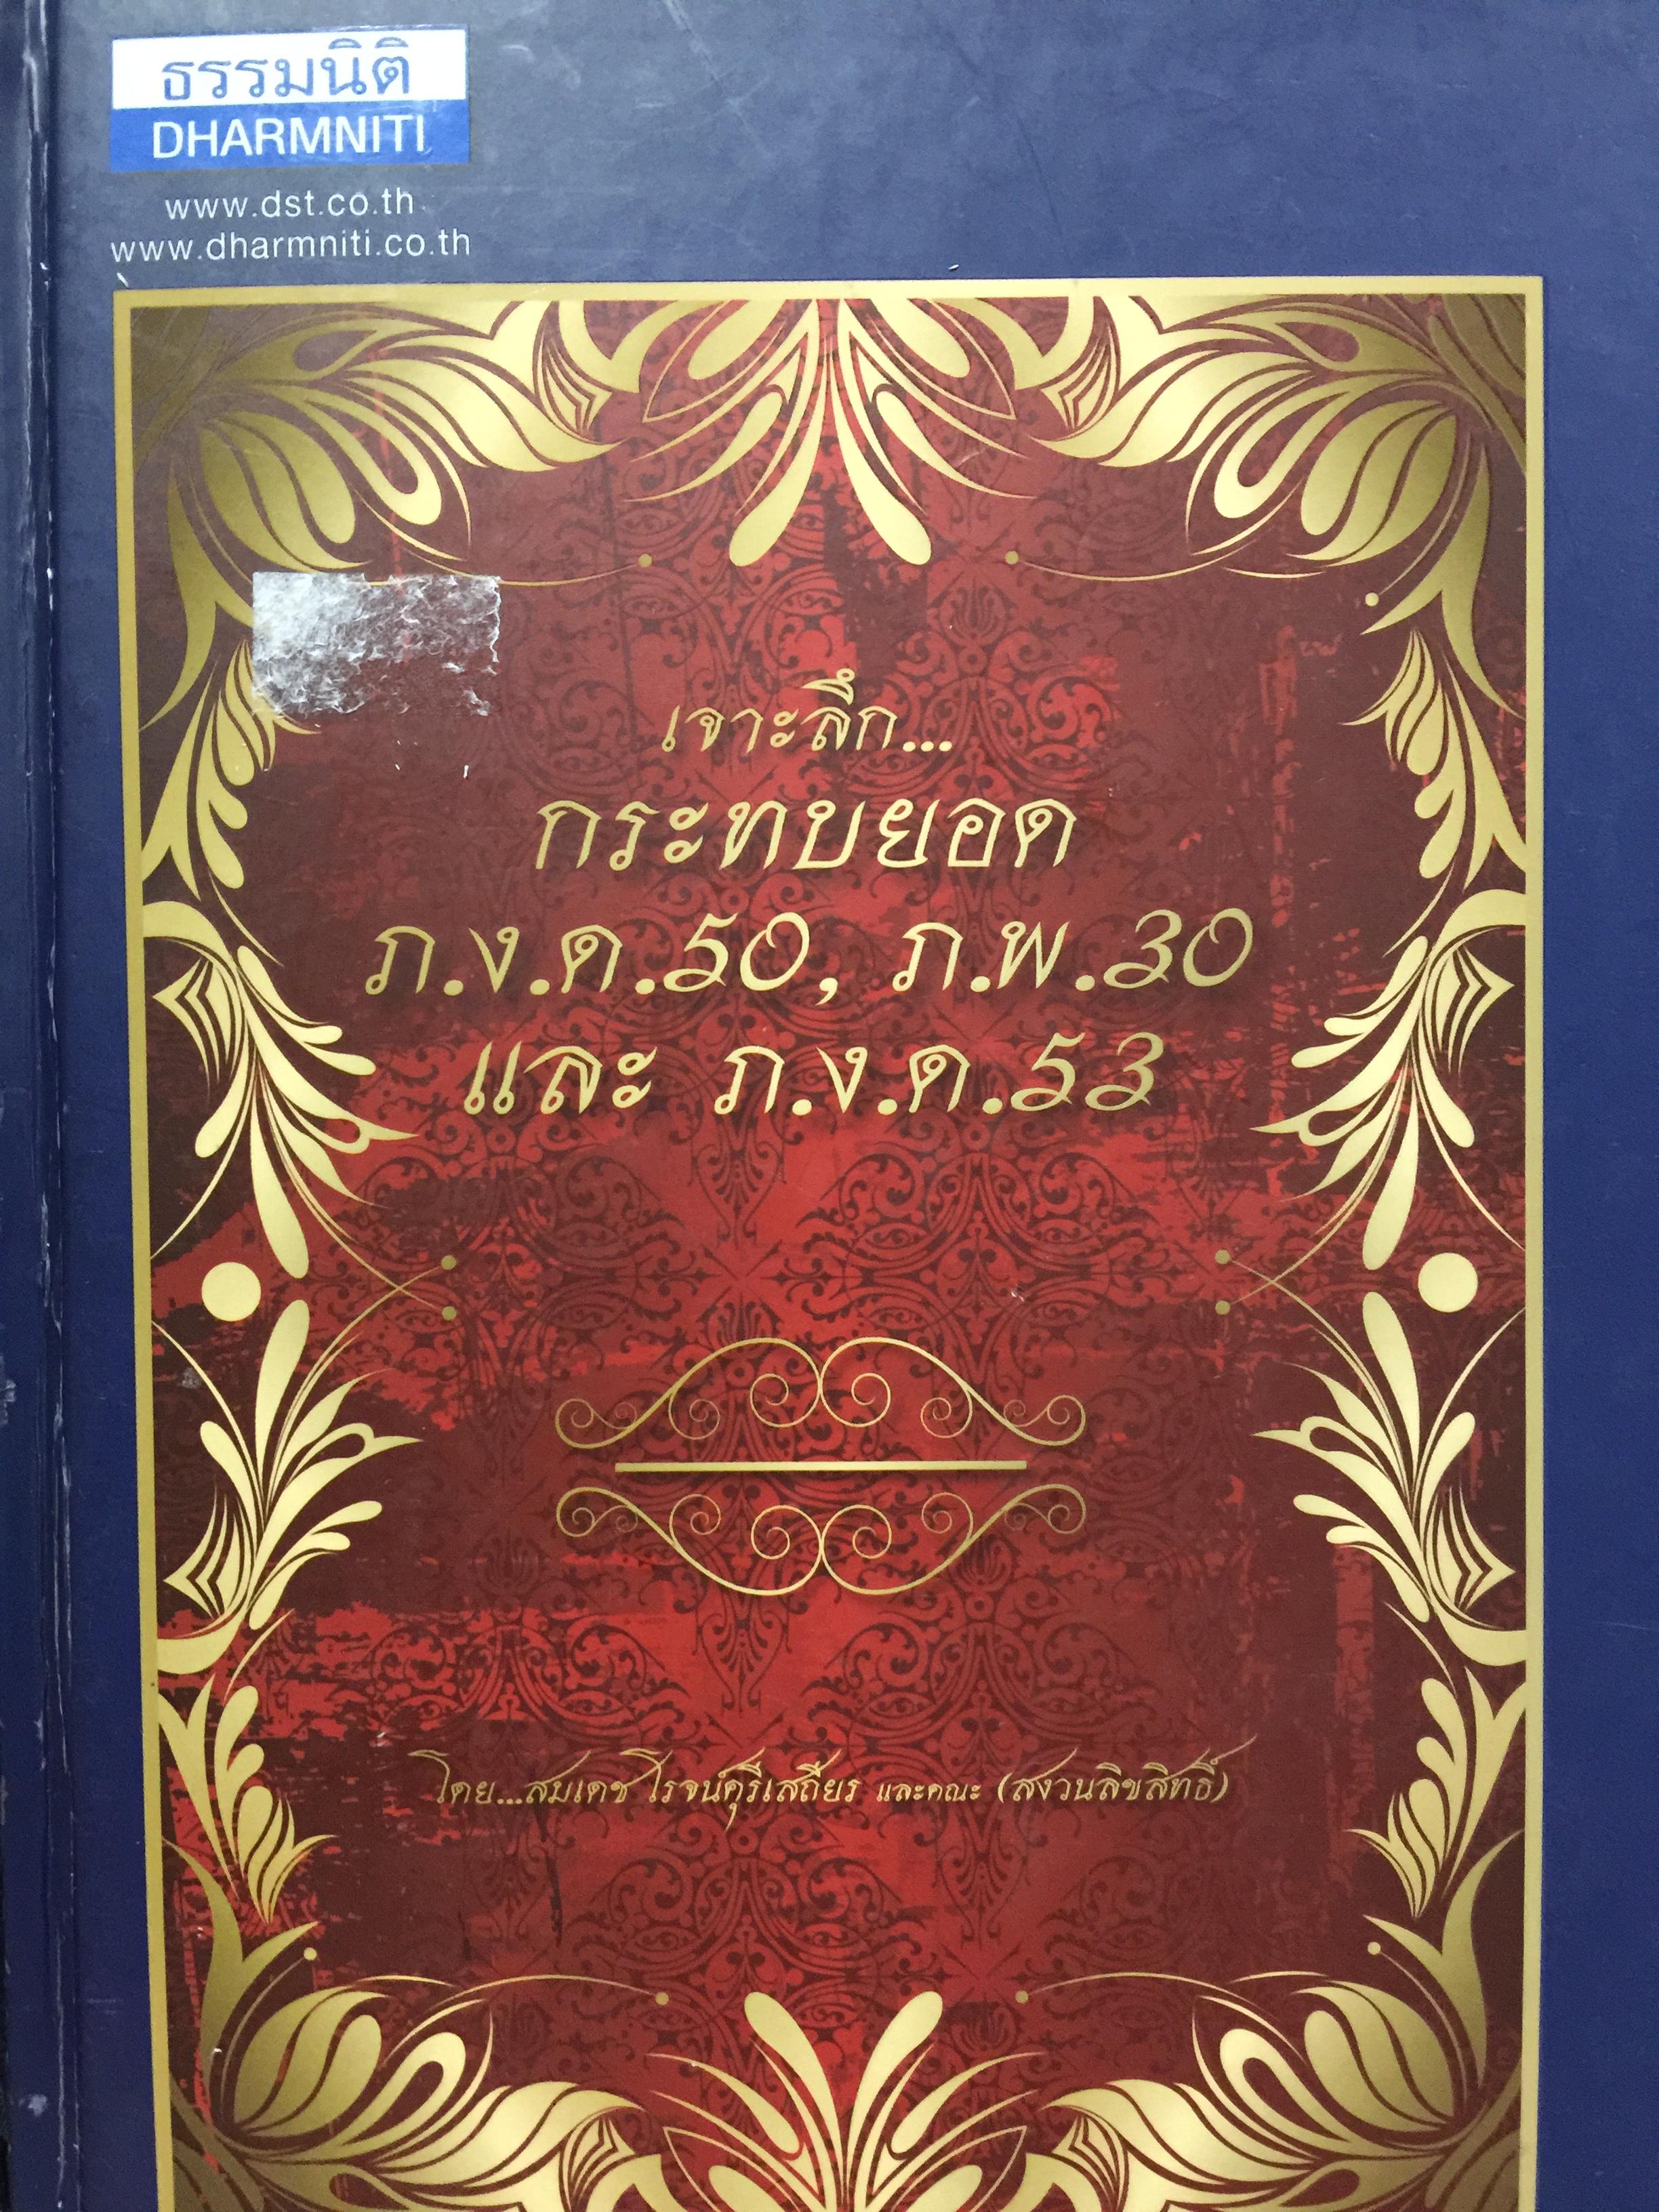 ธรรมนิติ
DHARMNITI
www.dst.co.th
www.dharmniti.co.th
เจาะลึก...
กระทบยอด
ภ.ง.ด.50, ภ.พ.30
และ ภ.ง.ด.53
โดย...สมเดช โรจน์คุรีเสถียร และคณะ (สงวนลิขสิทธิ์)